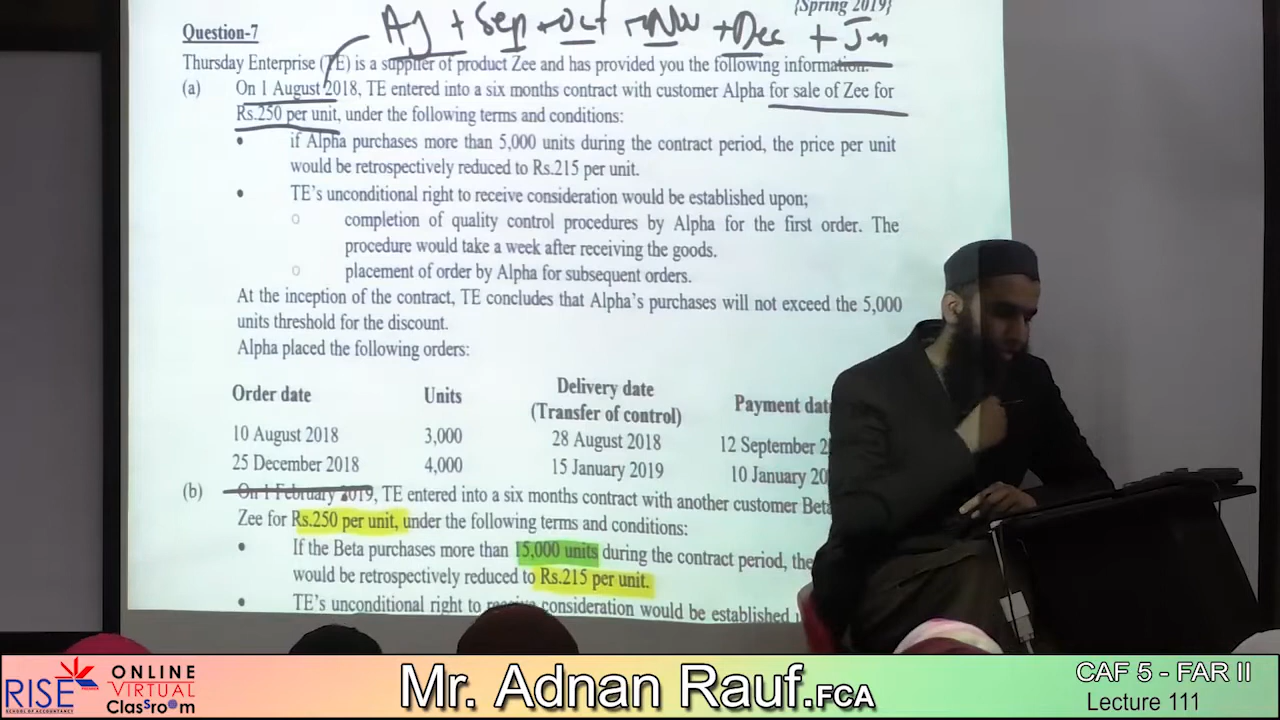 {Spring 2019}
Aug + Sep + Oct + Nov + Dec + Jan
Question-7
Thursday Enterprise (TE) is a supplier of product Zee and has provided you the following information:
(a) On 1 August 2018, TE entered into a six months contract with customer Alpha for sale of Zee for
Rs.250 per unit, under the following terms and conditions:
• if Alpha purchases more than 5,000 units during the contract period, the price per unit
would be retrospectively reduced to Rs.215 per unit.
• TE's unconditional right to receive consideration would be established upon;
o completion of quality control procedures by Alpha for the first order. The
procedure would take a week after receiving the goods.
o placement of order by Alpha for subsequent orders.
At the inception of the contract, TE concludes that Alpha's purchases will not exceed the 5,000
units threshold for the discount.
Alpha placed the following orders:
Order date Units Delivery date (Transfer of control) Payment dat
10 August 2018 3,000 28 August 2018 12 September 2
25 December 2018 4,000 15 January 2019 10 January 20
(b) On 1 February 2019, TE entered into a six months contract with another customer Beta
Zee for Rs.250 per unit, under the following terms and conditions:
• If the Beta purchases more than 15,000 units during the contract period, the
would be retrospectively reduced to Rs.215 per unit.
• TE's unconditional right to receive consideration would be established
RISE
SCHOOL OF ACCOUNTANCY
ONLINE
VIRTUAL
ClasSroom
Mr. Adnan Rauf.FCA
CAF 5 - FAR II
Lecture 111